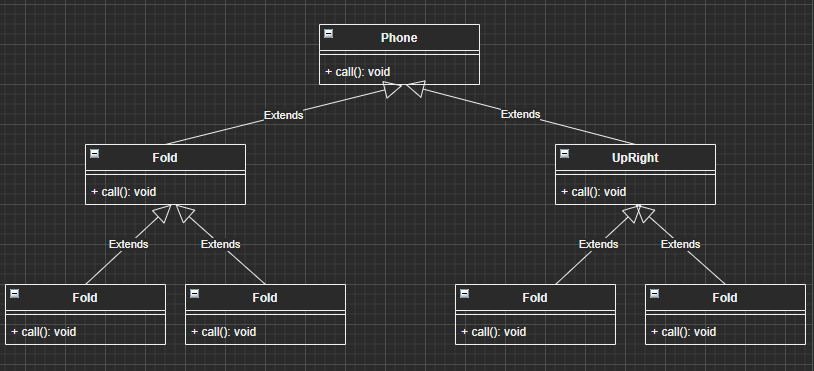 Phone
+ call(): void
Extends
Extends
Fold
UpRight
+ call(): void
+ call(): void
Extends
Extends
Extends
Extends
Fold
Fold
Fold
Fold
+ call(): void
+ call(): void
+ call(): void
+ call(): void